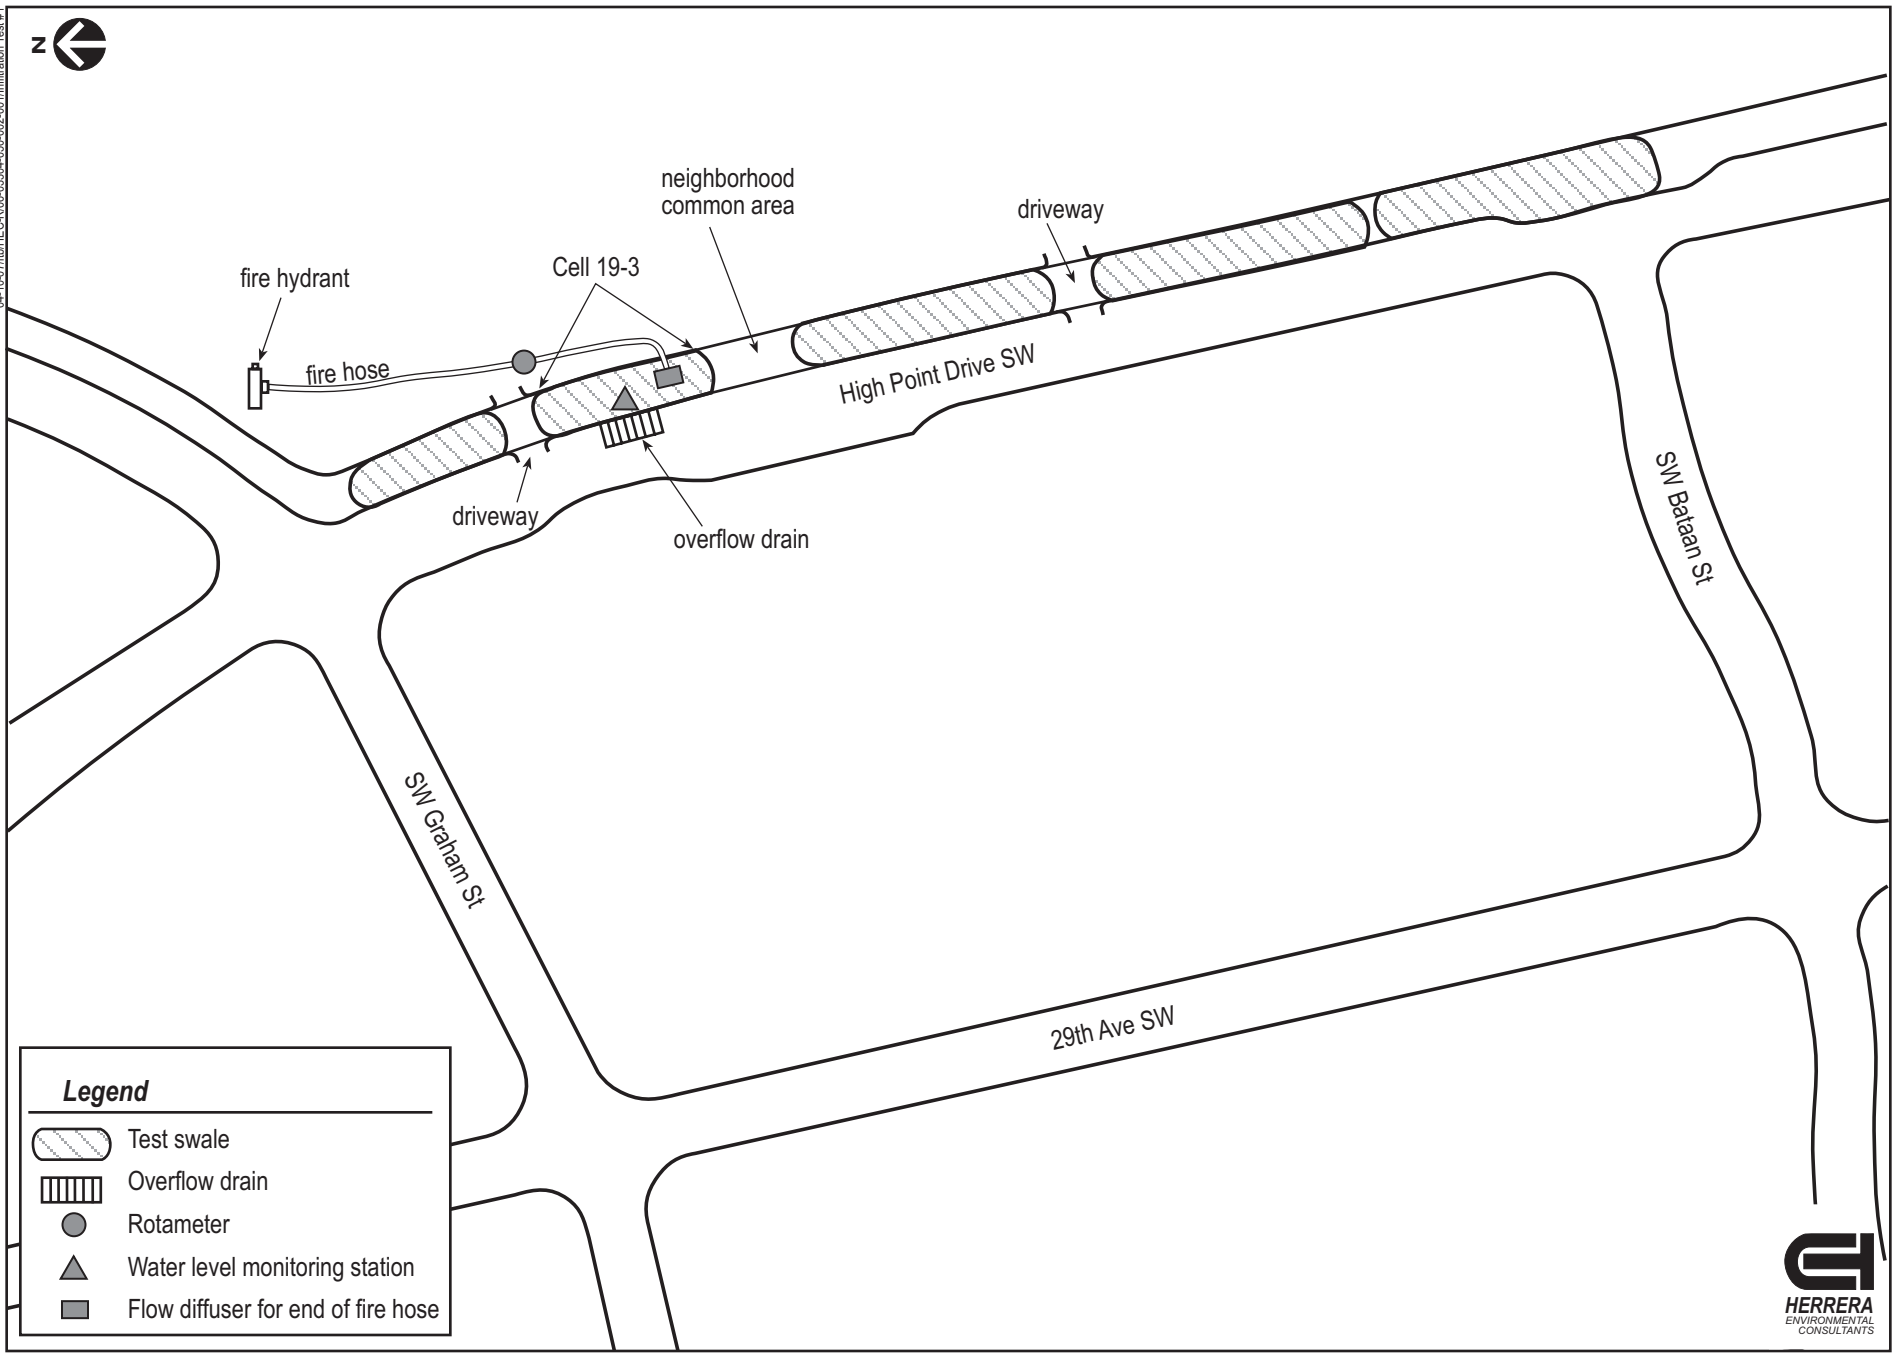 N
neighborhood
common area
driveway
Cell 19-3
fire hydrant
fire hose
High Point Drive SW
driveway
overflow drain
SW Bataan St
SW Graham St
29th Ave SW
Legend
Test swale
Overflow drain
Rotameter
Water level monitoring station
Flow diffuser for end of fire hose
HERRERA
ENVIRONMENTAL
CONSULTANTS